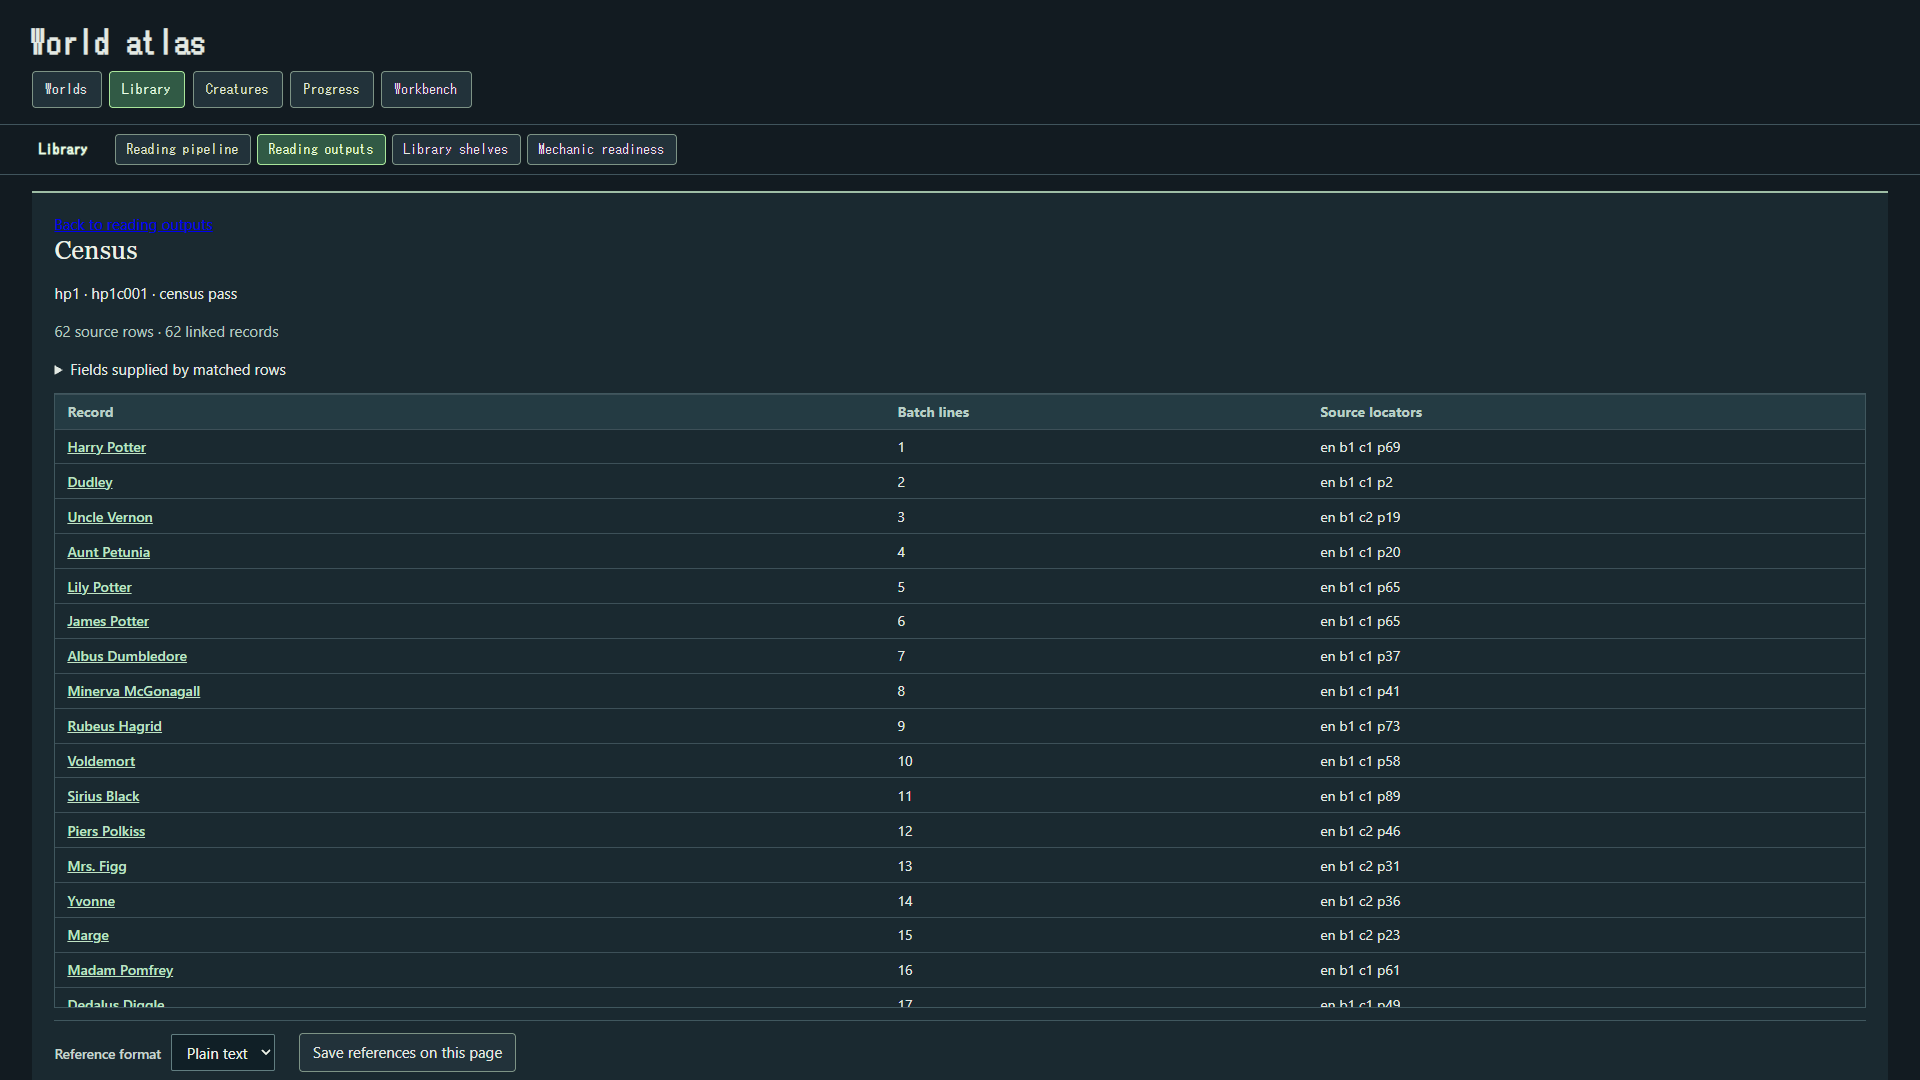 World atlas
Worlds Library Creatures Progress Workbench
Library Reading pipeline Reading outputs Library shelves Mechanic readiness
Back to reading outputs
Census
hp1 · hp1c001 · census pass
62 source rows · 62 linked records
▶ Fields supplied by matched rows
Record Batch lines Source locators
Harry Potter 1 en b1 c1 p69
Dudley 2 en b1 c1 p2
Uncle Vernon 3 en b1 c2 p19
Aunt Petunia 4 en b1 c1 p20
Lily Potter 5 en b1 c1 p65
James Potter 6 en b1 c1 p65
Albus Dumbledore 7 en b1 c1 p37
Minerva McGonagall 8 en b1 c1 p41
Rubeus Hagrid 9 en b1 c1 p73
Voldemort 10 en b1 c1 p58
Sirius Black 11 en b1 c1 p89
Piers Polkiss 12 en b1 c2 p46
Mrs. Figg 13 en b1 c2 p31
Yvonne 14 en b1 c2 p36
Marge 15 en b1 c2 p23
Madam Pomfrey 16 en b1 c1 p61
Dedalus Diggle 17 en b1 c1 p49
Reference format Plain text Save references on this page